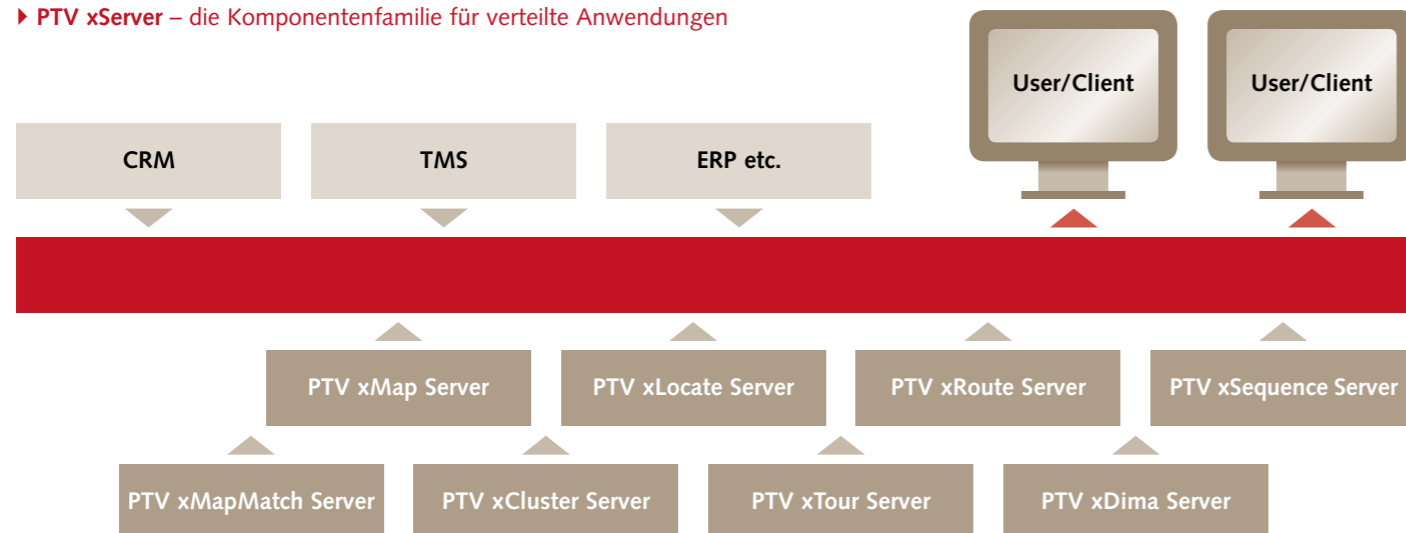 PTV xServer – die Komponentenfamilie für verteilte Anwendungen
User/Client
User/Client
CRM
TMS
ERP etc.
PTV xMap Server
PTV xLocate Server
PTV xRoute Server
PTV xSequence Server
PTV xMapMatch Server
PTV xCluster Server
PTV xTour Server
PTV xDima Server